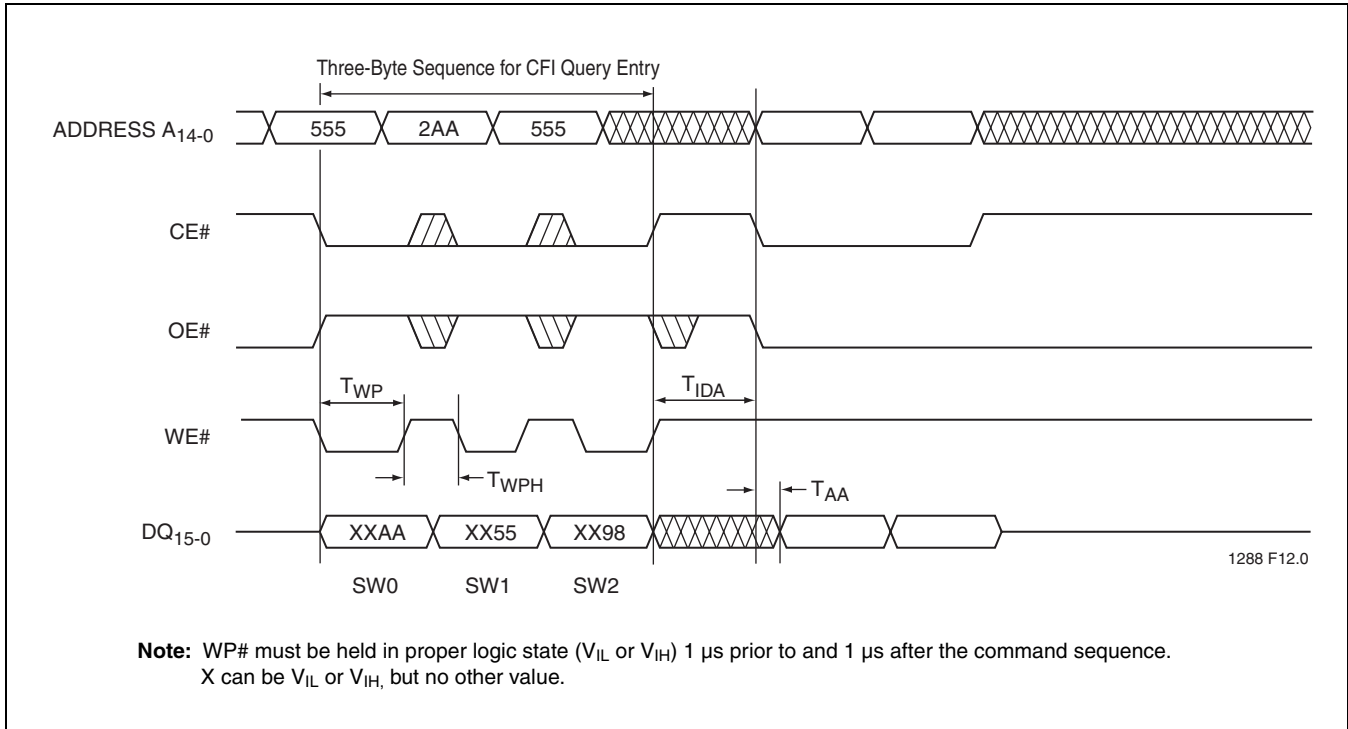 Three-Byte Sequence for CFI Query Entry
ADDRESS A14-0
555 2AA 555
CE#
OE#
TWP TIDA
WE#
TWPH TAA
DQ15-0
XXAA XX55 XX98
1288 F12.0
SW0 SW1 SW2
Note: WP# must be held in proper logic state (VIL or VIH) 1 µs prior to and 1 µs after the command sequence.
X can be VIL or VIH, but no other value.